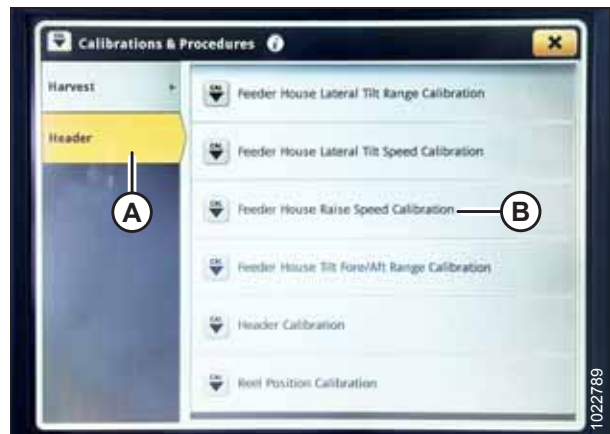 Calibrations & Procedures
Harvest
Header
Feeder House Lateral Tilt Range Calibration
Feeder House Lateral Tilt Speed Calibration
Feeder House Raise Speed Calibration
Feeder House Tilt Fore/Aft Range Calibration
Header Calibration
Reel Position Calibration
A
B
1022789